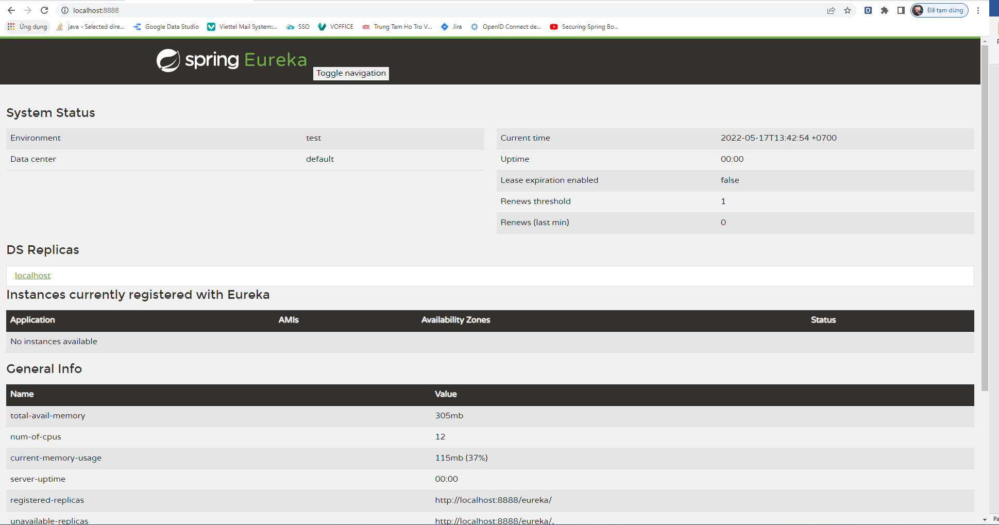 localhost:8888
Đã tạm dừng
Ứng dụng
java - Selected dire...
Google Data Studio
Viettel Mail System:...
SSO
VOFFICE
Trung Tam Ho Tro V...
Jira
OpenID Connect de...
Securing Spring Bo...
spring Eureka
Toggle navigation
System Status
Environment test
Data center default
Current time 2022-05-17T13:42:54 +0700
Uptime 00:00
Lease expiration enabled false
Renews threshold 1
Renews (last min) 0
DS Replicas
localhost
Instances currently registered with Eureka
Application AMIs Availability Zones Status
No instances available
General Info
Name Value
total-avail-memory 305mb
num-of-cpus 12
current-memory-usage 115mb (37%)
server-uptime 00:00
registered-replicas http://localhost:8888/eureka/
unavailable-replicas http://localhost:8888/eureka/,